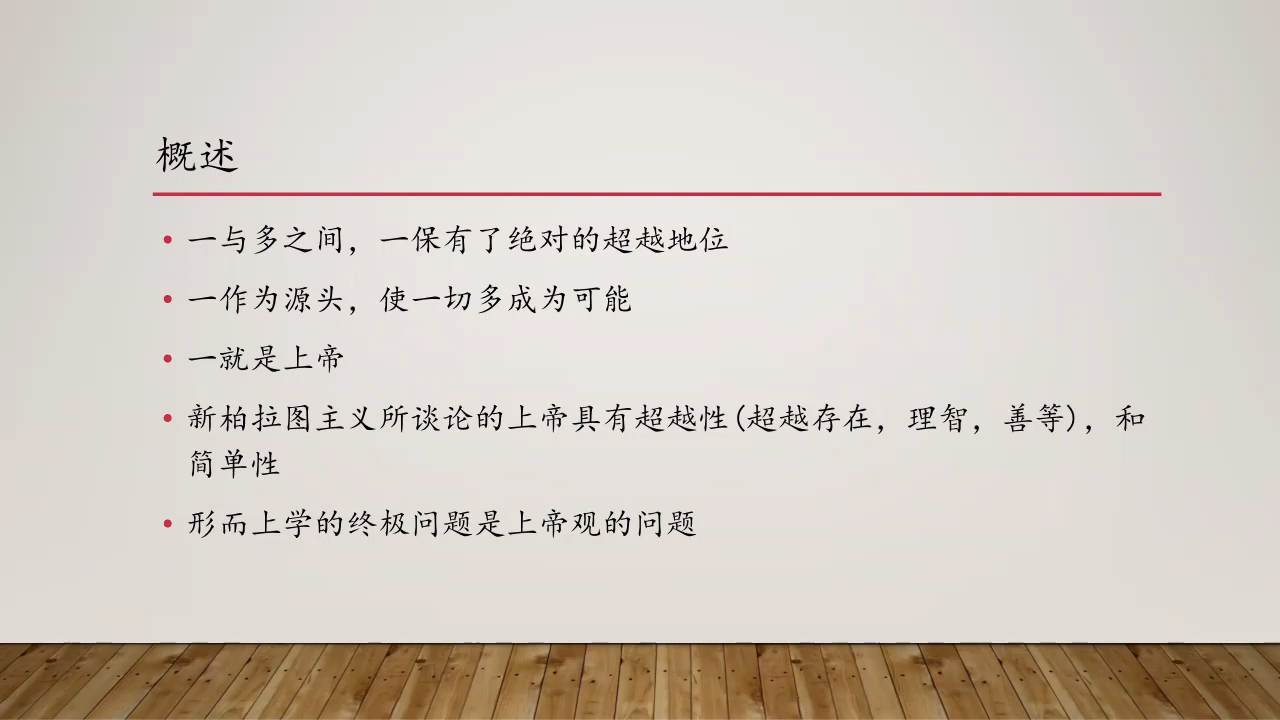 概述
一与多之间，一保有了绝对的超越地位
一作为源头，使一切多成为可能
一就是上帝
新柏拉图主义所谈论的上帝具有超越性(超越存在，理智，善等)，和
简单性
形而上学的终极问题是上帝观的问题